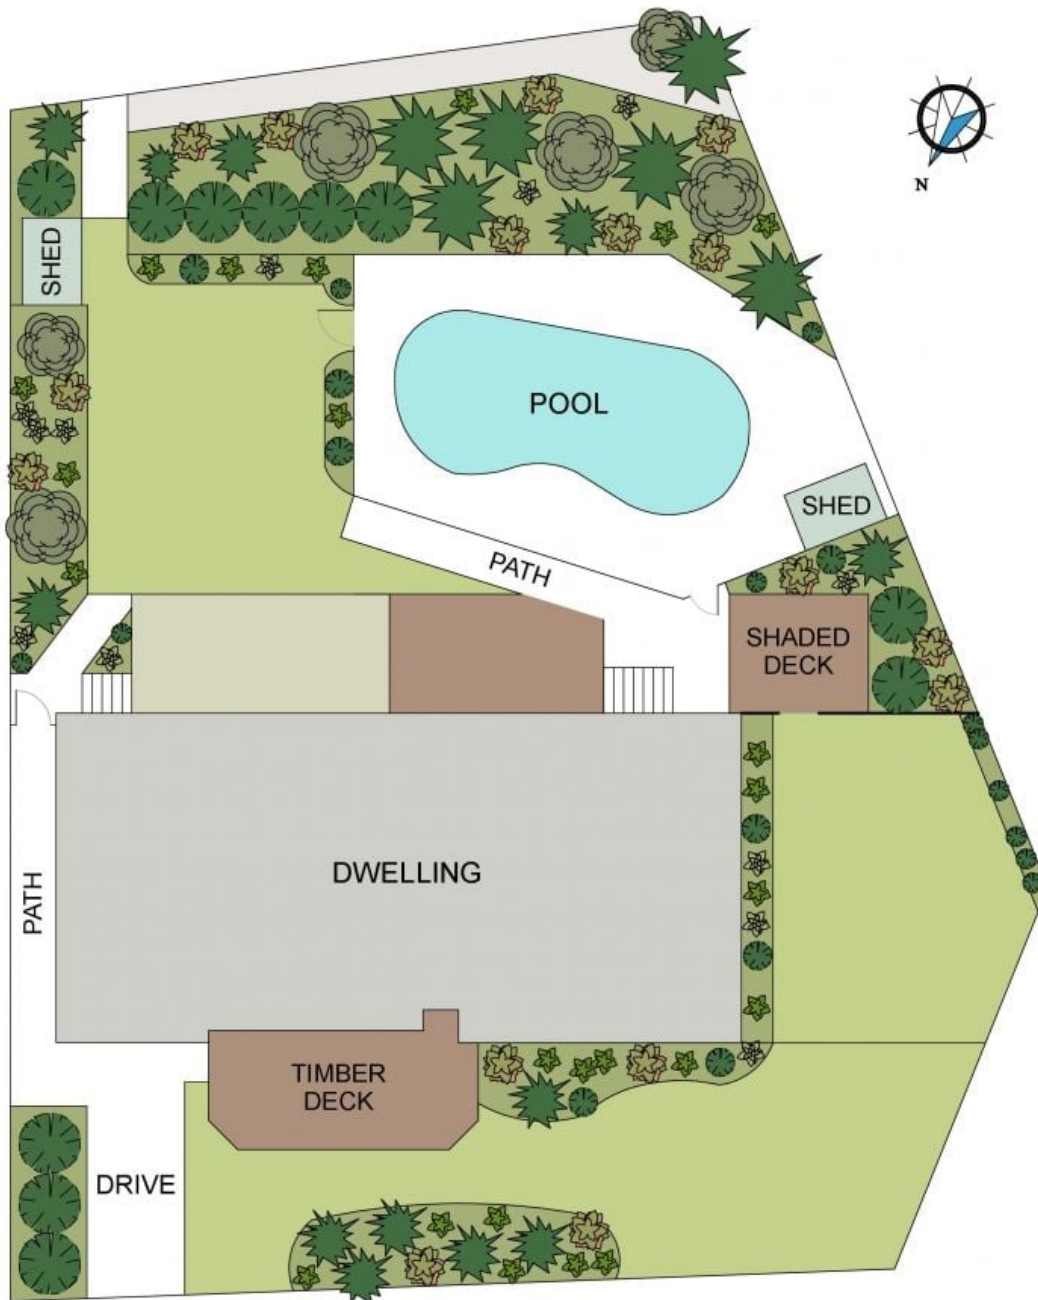 N
SHED
POOL
SHED
PATH
SHADED
DECK
DWELLING
PATH
TIMBER
DECK
DRIVE